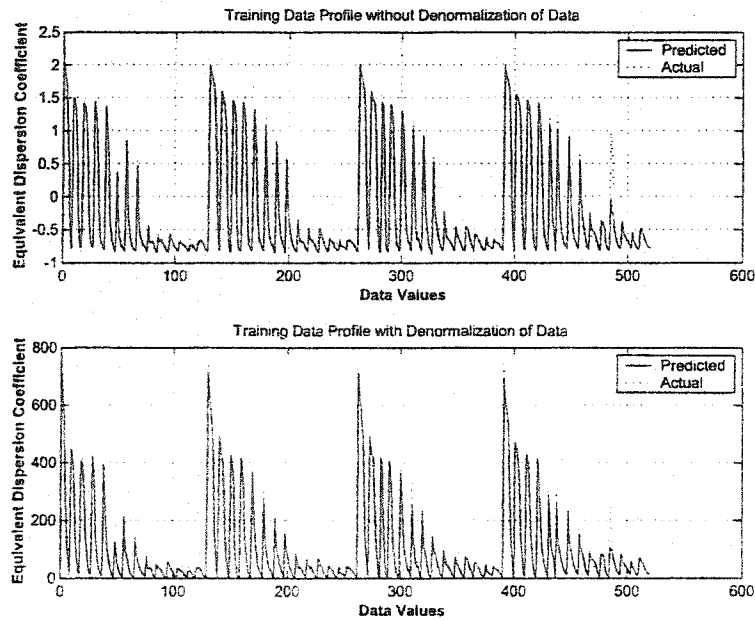 Training Data Profile without Denormalization of Data
2.5
2
1.5
1
0.5
0
-0.5
-1
Equivalent Dispersion Coefficient
Predicted
Actual
0 100 200 300 400 500 600
Data Values
Training Data Profile with Denormalization of Data
800
600
400
200
0
Equivalent Dispersion Coefficient
Predicted
Actual
0 100 200 300 400 500 600
Data Values